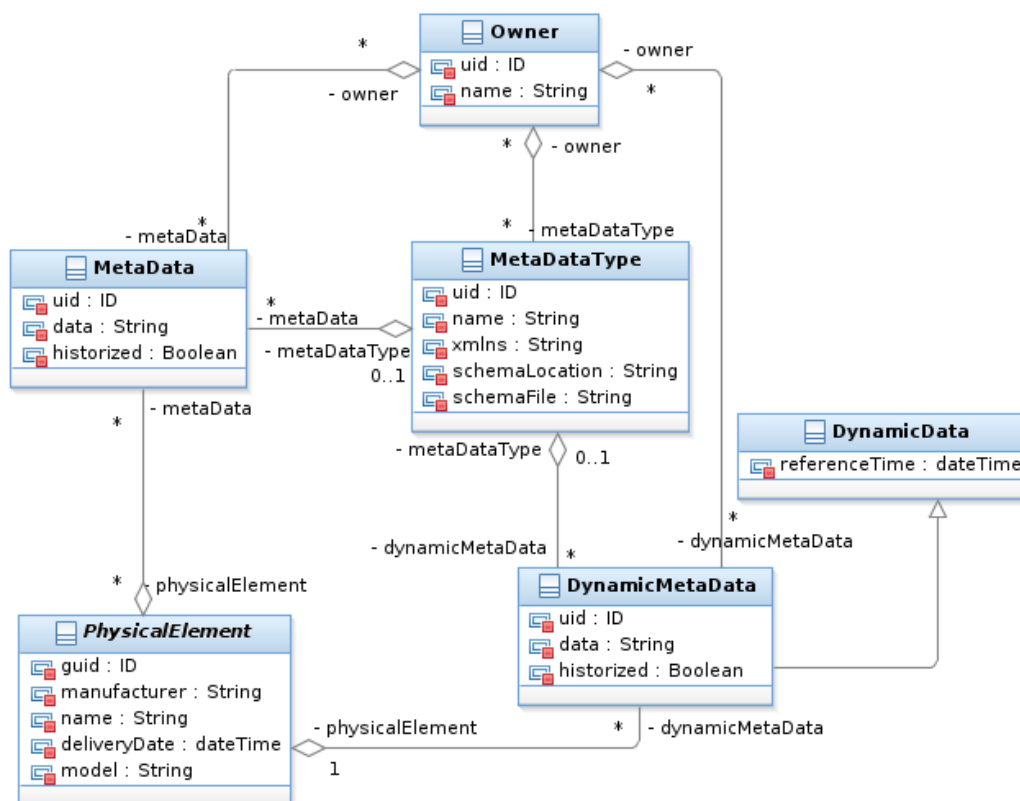 Owner
uid : ID
name : String
*
- owner
- owner
*
*
- owner
*
- metaData
*
- metaDataType
MetaData
uid : ID
data : String
historized : Boolean
MetaDataType
uid : ID
name : String
xmlns : String
schemaLocation : String
schemaFile : String
*
- metaData
- metaDataType
0..1
- metaData
*
- metaDataType
0..1
DynamicData
referenceTime : dateTime
*
- dynamicMetaData
- dynamicMetaData
*
*
- physicalElement
DynamicMetaData
uid : ID
data : String
historized : Boolean
PhysicalElement
guid : ID
manufacturer : String
name : String
deliveryDate : dateTime
model : String
- physicalElement
1
*
- dynamicMetaData